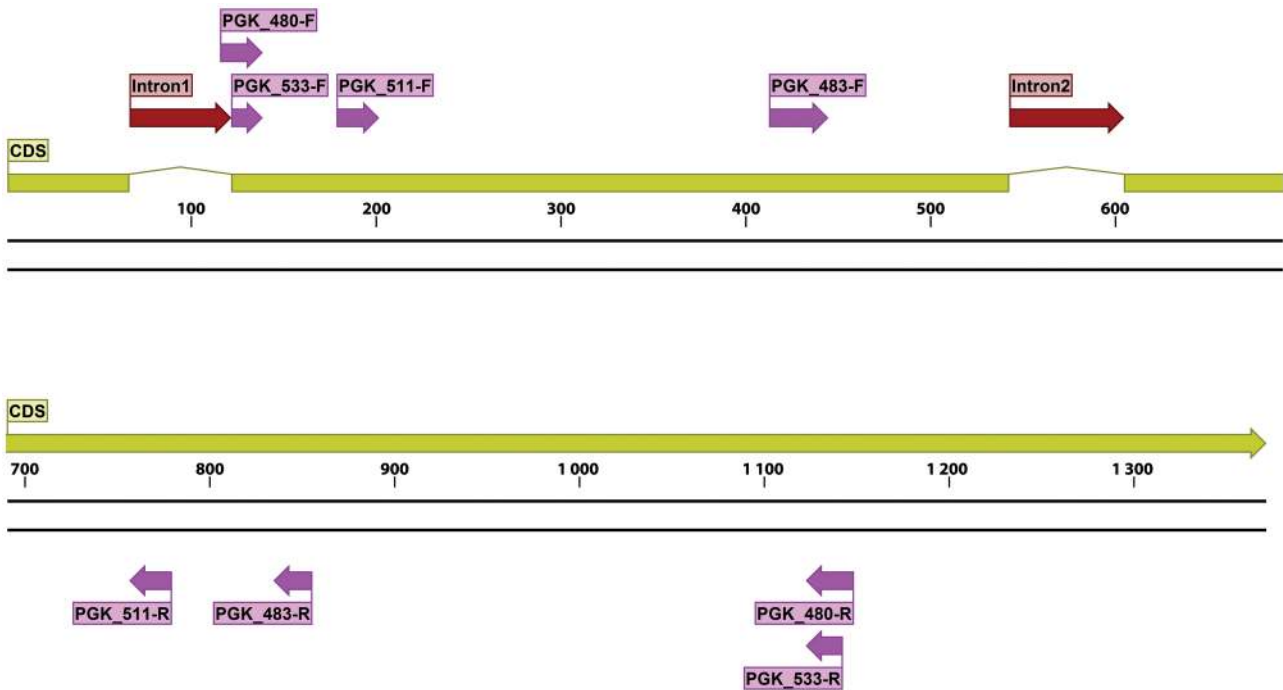 PGK_480-F
Intron1 PGK_533-F PGK_511-F PGK_483-F Intron2
CDS
100 200 300 400 500 600
CDS
700 800 900 1 000 1 100 1 200 1 300
PGK_511-R PGK_483-R PGK_480-R
PGK_533-R